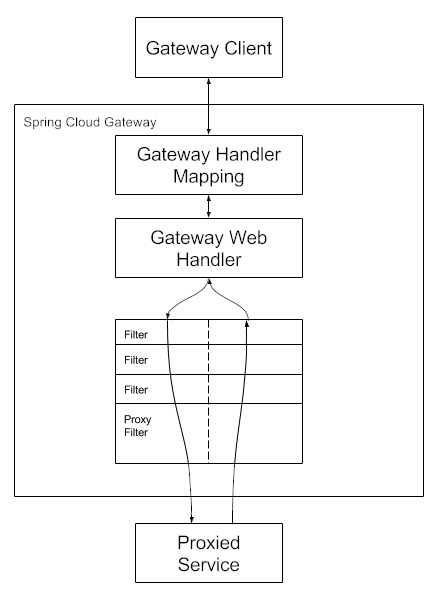 Gateway Client
Spring Cloud Gateway
Gateway Handler
Mapping
Gateway Web
Handler
Filter
Filter
Filter
Proxy
Filter
Proxied
Service